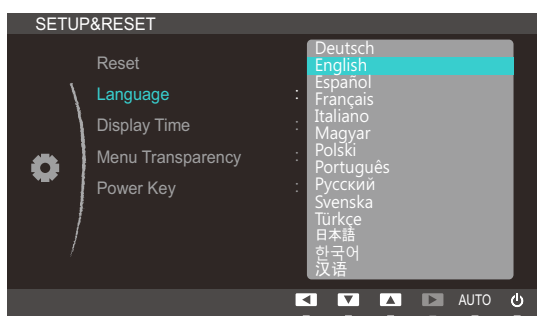 SETUP&RESET
Reset
Language :
Display Time :
Menu Transparency :
Power Key :
Deutsch
English
Español
Français
Italiano
Magyar
Polski
Português
Русский
Svenska
Türkçe
日本語
한국어
汉语
AUTO